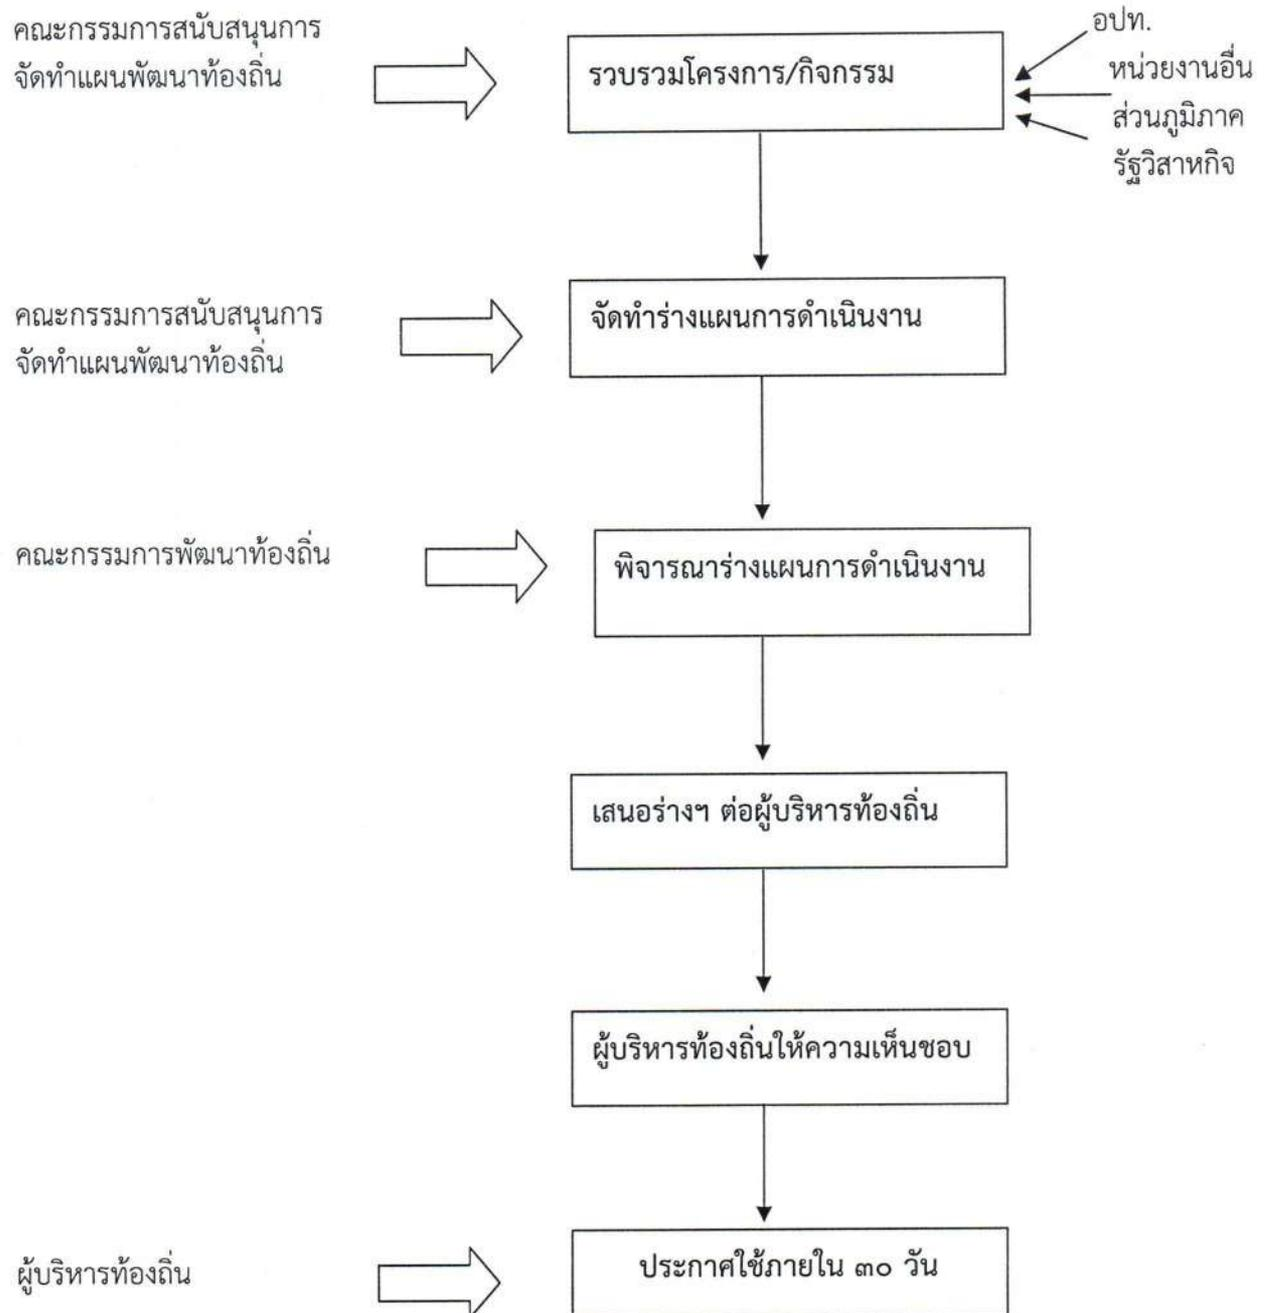 คณะกรรมการสนับสนุนการ
จัดทำแผนพัฒนาท้องถิ่น
รวบรวมโครงการ/กิจกรรม
อปท.
หน่วยงานอื่น
ส่วนภูมิภาค
รัฐวิสาหกิจ
คณะกรรมการสนับสนุนการ
จัดทำแผนพัฒนาท้องถิ่น
จัดทำร่างแผนการดำเนินงาน
คณะกรรมการพัฒนาท้องถิ่น
พิจารณาร่างแผนการดำเนินงาน
เสนอร่างฯ ต่อผู้บริหารท้องถิ่น
ผู้บริหารท้องถิ่นให้ความเห็นชอบ
ผู้บริหารท้องถิ่น
ประกาศใช้ภายใน ๓๐ วัน